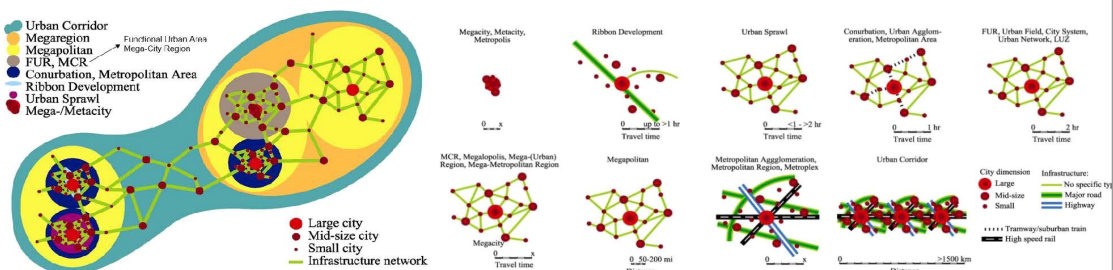 Urban Corridor
Megaregion
Megapolitan
FUR, MCR
Functional Urban Area
Mega-City Region
Conurbation, Metropolitan Area
Ribbon Development
Urban Sprawl
Mega-/Metacity
Large city
Mid-size city
Small city
Infrastructure network
Megacity, Metacity,
Metropolis
0 x
Travel time
Ribbon Development
0 up to >1 hr
Travel time
Urban Sprawl
0 <1 - >2 hr
Travel time
Conurbation, Urban Agglom-
eration, Metropolitan Area
0 1 hr
Travel time
FUR, Urban Field, City System,
Urban Network, LUZ
0 2 hr
Travel time
MCR, Megalopolis, Mega-(Urban)
Region, Mega-Metropolitan Region
Megacity
0 x
Travel time
Megapolitan
0 50-200 mi
Metropolitan Aggglomeration,
Metropolitan Region, Metroplex
0 x
Travel time
Urban Corridor
0 >1500 km
City dimension
Large
Mid-size
Small
Infrastructure:
No specific typ
Major road
Highway
Tramway/suburban train
High speed rail